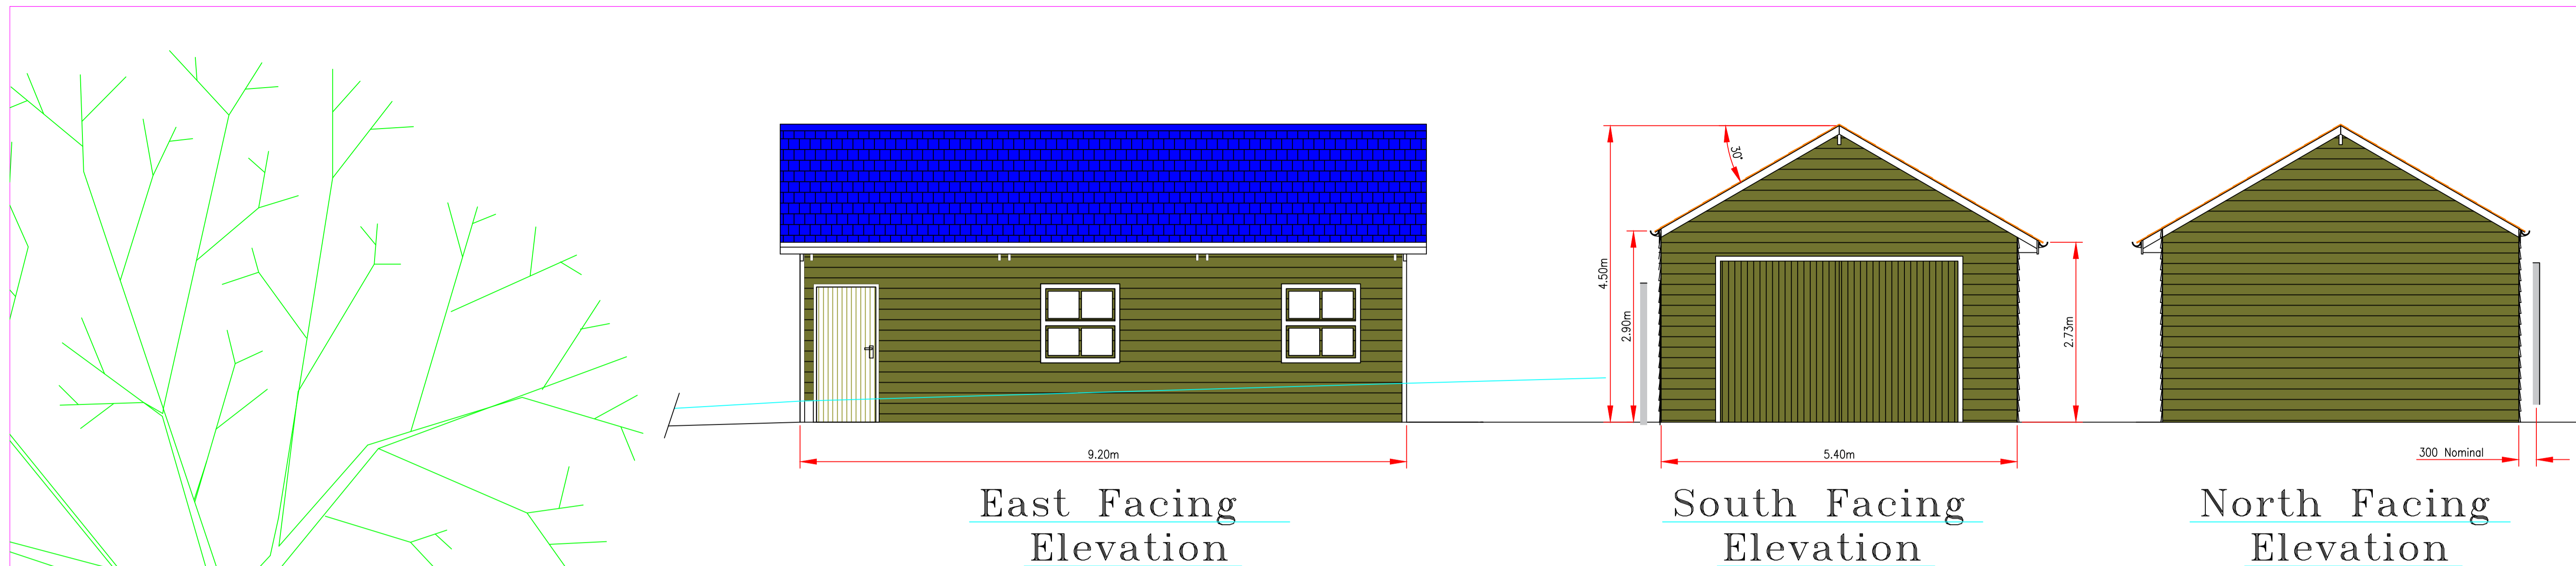 4.50m
30°
2.90m
2.73m
9.20m
5.40m
300 Nominal
East Facing
Elevation
South Facing
Elevation
North Facing
Elevation